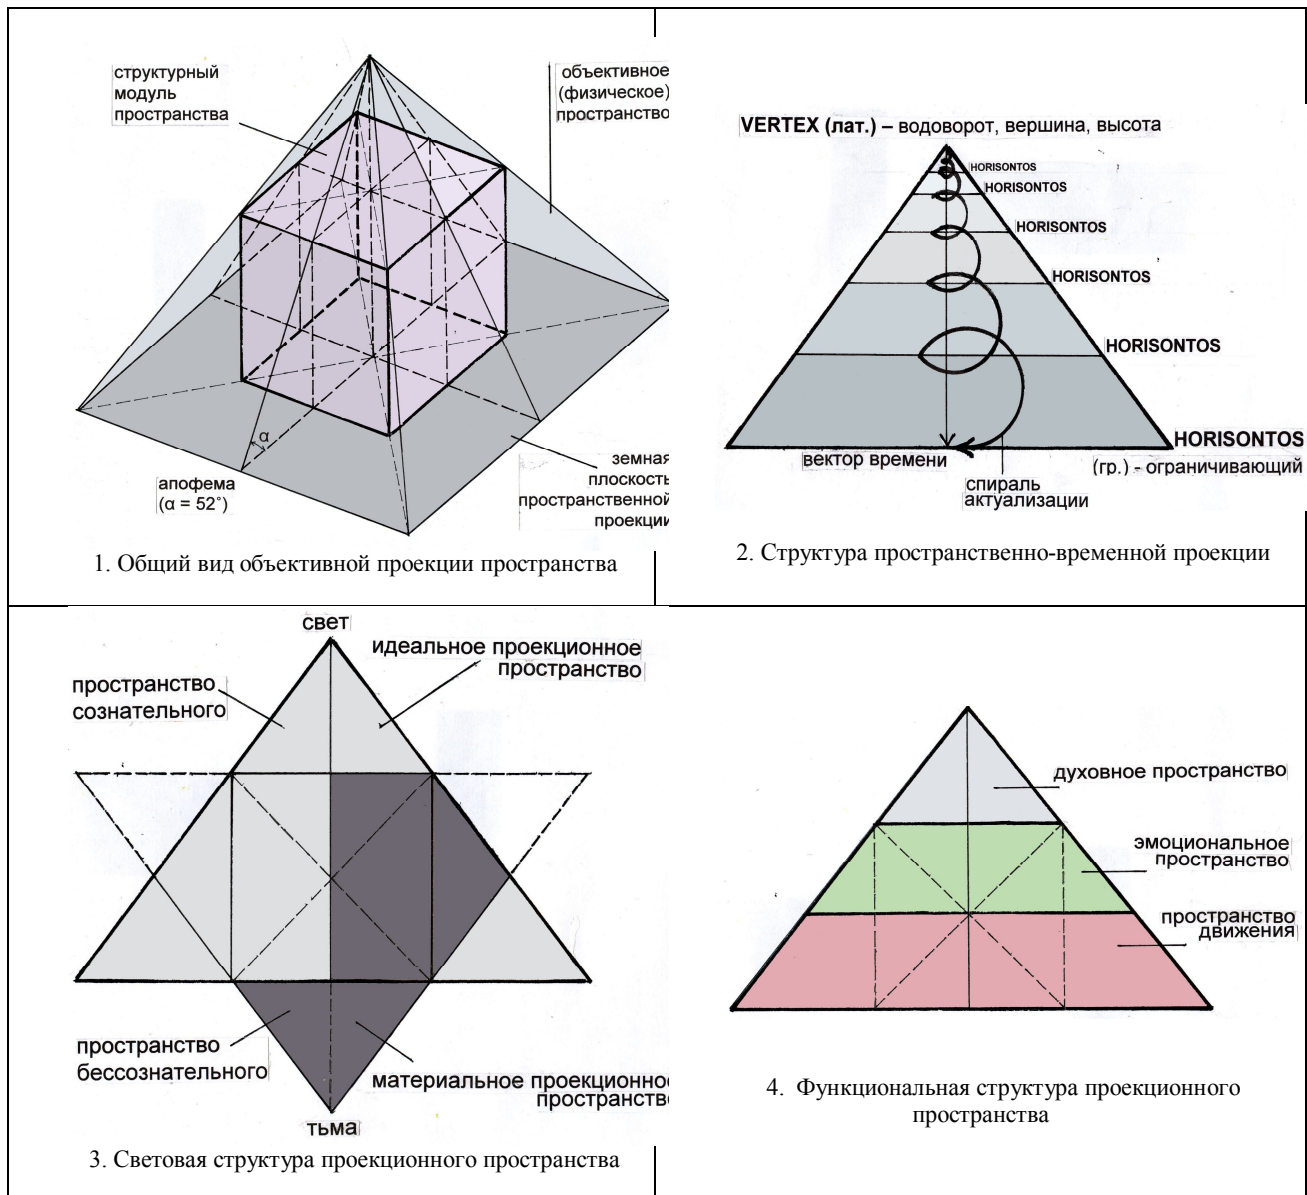 структурный
модуль
пространства
объективное
(физическое)
пространство
α
апофема
(α = 52˚)
земная
плоскость
пространственной
проекции
1. Общий вид объективной проекции пространства
VERTEX (лат.) – водоворот, вершина, высота
HORISONTOS
HORISONTOS
HORISONTOS
HORISONTOS
HORISONTOS
HORISONTOS
(гр.) - ограничивающий
вектор времени
спираль
актуализации
2. Структура пространственно-временной проекции
свет
идеальное проекционное
пространство
пространство
сознательного
пространство
бессознательного
материальное проекционно
пространств
тьма
3. Световая структура проекционного пространства
духовное пространство
эмоциональное
пространство
пространство
движения
4. Функциональная структура проекционного
пространства